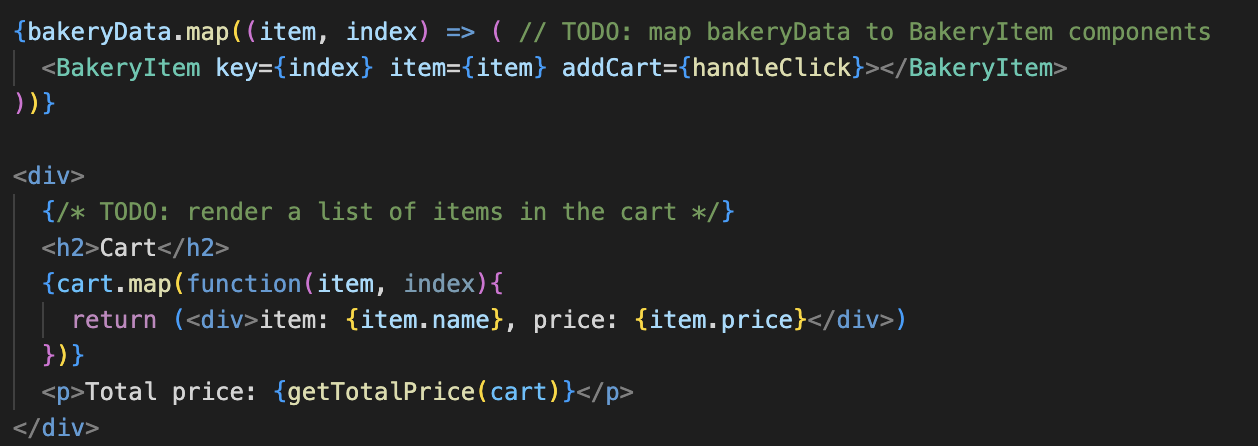 {bakeryData.map((item, index) => ( // TODO: map bakeryData to BakeryItem components
  <BakeryItem key={index} item={item} addCart={handleClick}></BakeryItem>
))}

<div>
  {/* TODO: render a list of items in the cart */}
  <h2>Cart</h2>
  {cart.map(function(item, index){
    return (<div>item: {item.name}, price: {item.price}</div>)
  })}
  <p>Total price: {getTotalPrice(cart)}</p>
</div>